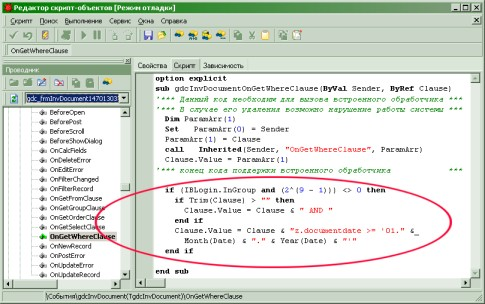 Редактор скрипт-объектов [Режим отладки]
Скрипт Поиск Выполнение Сервис Окна Справка
OnGetWhereClause
Проводник
gdc_frmInvDocument14701303
BeforeOpen
BeforePost
BeforeScroll
BeforeShowDialog
OnCalcFields
OnDeleteError
OnEditError
OnFilterChanged
OnFilterRecord
OnGetFromClause
OnGetGroupClause
OnGetOrderClause
OnGetSelectClause
OnGetWhereClause
OnNewRecord
OnPostError
OnUpdateError
OnUpdateRecord
Свойства Скрипт Зависимость
option explicit
sub gdcInvDocumentOnGetWhereClause(ByVal Sender, ByRef Clause)
'*** Данный код необходим для вызова встроенного обработчика ***
'*** В случае его удаления возможно нарушение работы системы ***
Dim ParamArr(1)
Set ParamArr(0) = Sender
ParamArr(1) = Clause
call Inherited(Sender, "OnGetWhereClause", ParamArr)
Clause.Value = ParamArr(1)
'*** конец кода поддержки встроенного обработчика ***
if (IBLogin.InGroup and (2^(9 - 1))) <> 0 then
if Trim(Clause) > "" then
Clause.Value = Clause & " AND "
end if
Clause.Value = Clause & "z.documentdate >= '01." &_
Month(Date) & "." & Year(Date) & "'"
end if
end sub
\События\gdcInvDocument(TgdcInvDocument)\OnGetWhereClause